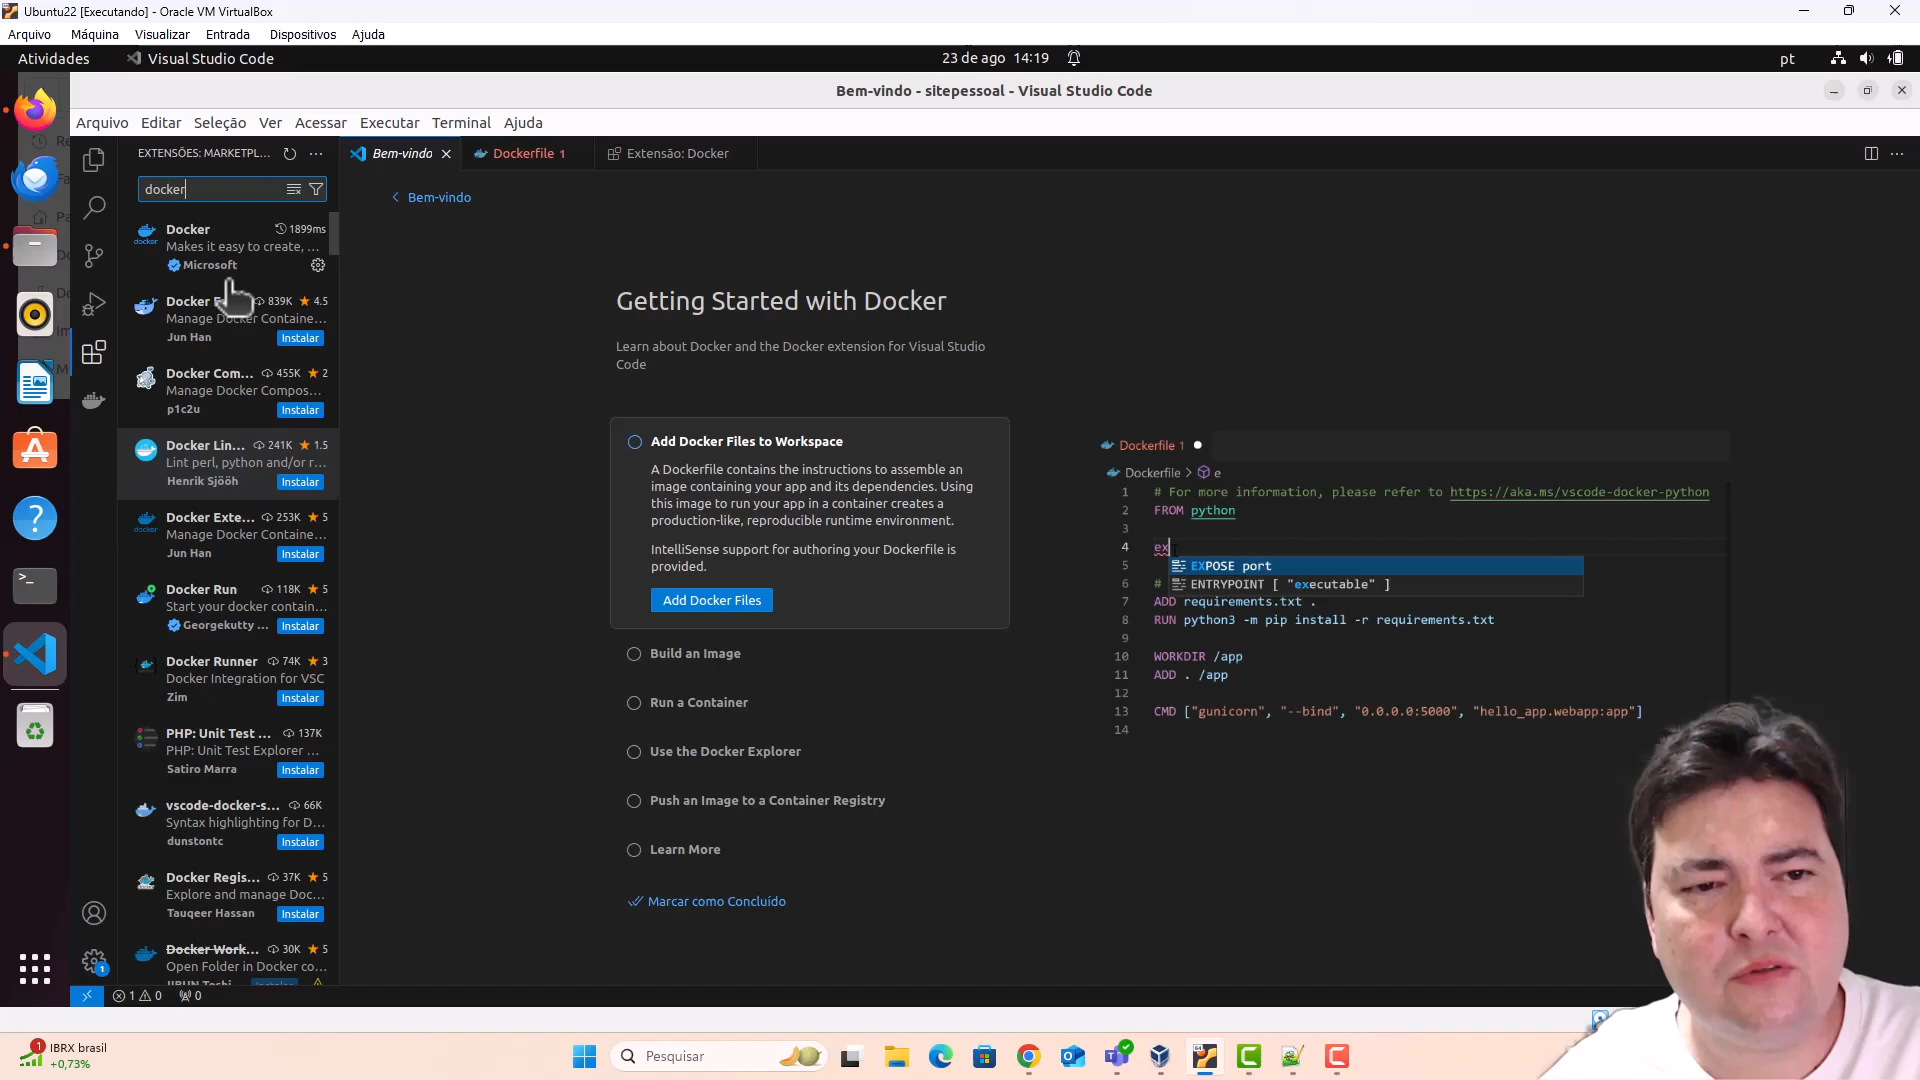 Ubuntu22 [Executando] - Oracle VM VirtualBox
Arquivo Máquina Visualizar Entrada Dispositivos Ajuda
Atividades Visual Studio Code 23 de ago 14:19 pt
Bem-vindo - sitepessoal - Visual Studio Code
Arquivo Editar Seleção Ver Acessar Executar Terminal Ajuda
EXTENSÕES: MARKETPL...
Bem-vindo Dockerfile 1 Extensão: Docker
docker
Bem-vindo
Docker 1899ms
Makes it easy to create, ...
Microsoft
Docker 839K 4.5
Manage Docker Containe...
Jun Han Instalar
Docker Com... 455K 2
Manage Docker Compos...
p1c2u Instalar
Docker Lin... 241K 1.5
Lint perl, python and/or r...
Henrik Sjööh Instalar
Docker Exte... 253K 5
Manage Docker Containe...
Jun Han Instalar
Docker Run 118K 5
Start your docker contain...
Georgekutty ... Instalar
Docker Runner 74K 3
Docker Integration for VSC
Zim Instalar
PHP: Unit Test ... 137K
PHP: Unit Test Explorer ...
Satiro Marra Instalar
vscode-docker-s... 66K
Syntax highlighting for D...
dunstontc Instalar
Docker Regis... 37K 5
Explore and manage Doc...
Tauqeer Hassan Instalar
Docker Work... 30K 5
Open Folder in Docker co...
Getting Started with Docker
Learn about Docker and the Docker extension for Visual Studio
Code
Add Docker Files to Workspace
A Dockerfile contains the instructions to assemble an
image containing your app and its dependencies. Using
this image to run your app in a container creates a
production-like, reproducible runtime environment.
IntelliSense support for authoring your Dockerfile is
provided.
Add Docker Files
Build an Image
Run a Container
Use the Docker Explorer
Push an Image to a Container Registry
Learn More
Marcar como Concluído
Dockerfile 1
Dockerfile > e
1 # For more information, please refer to https://aka.ms/vscode-docker-python
2 FROM python
3
4 ex
5 EXPOSE port
6 # ENTRYPOINT [ "executable" ]
7 ADD requirements.txt .
8 RUN python3 -m pip install -r requirements.txt
9
10 WORKDIR /app
11 ADD . /app
12
13 CMD ["gunicorn", "--bind", "0.0.0.0:5000", "hello_app.webapp:app"]
14
1
1 0 0
1 IBRX brasil
+0,73%
Pesquisar
64